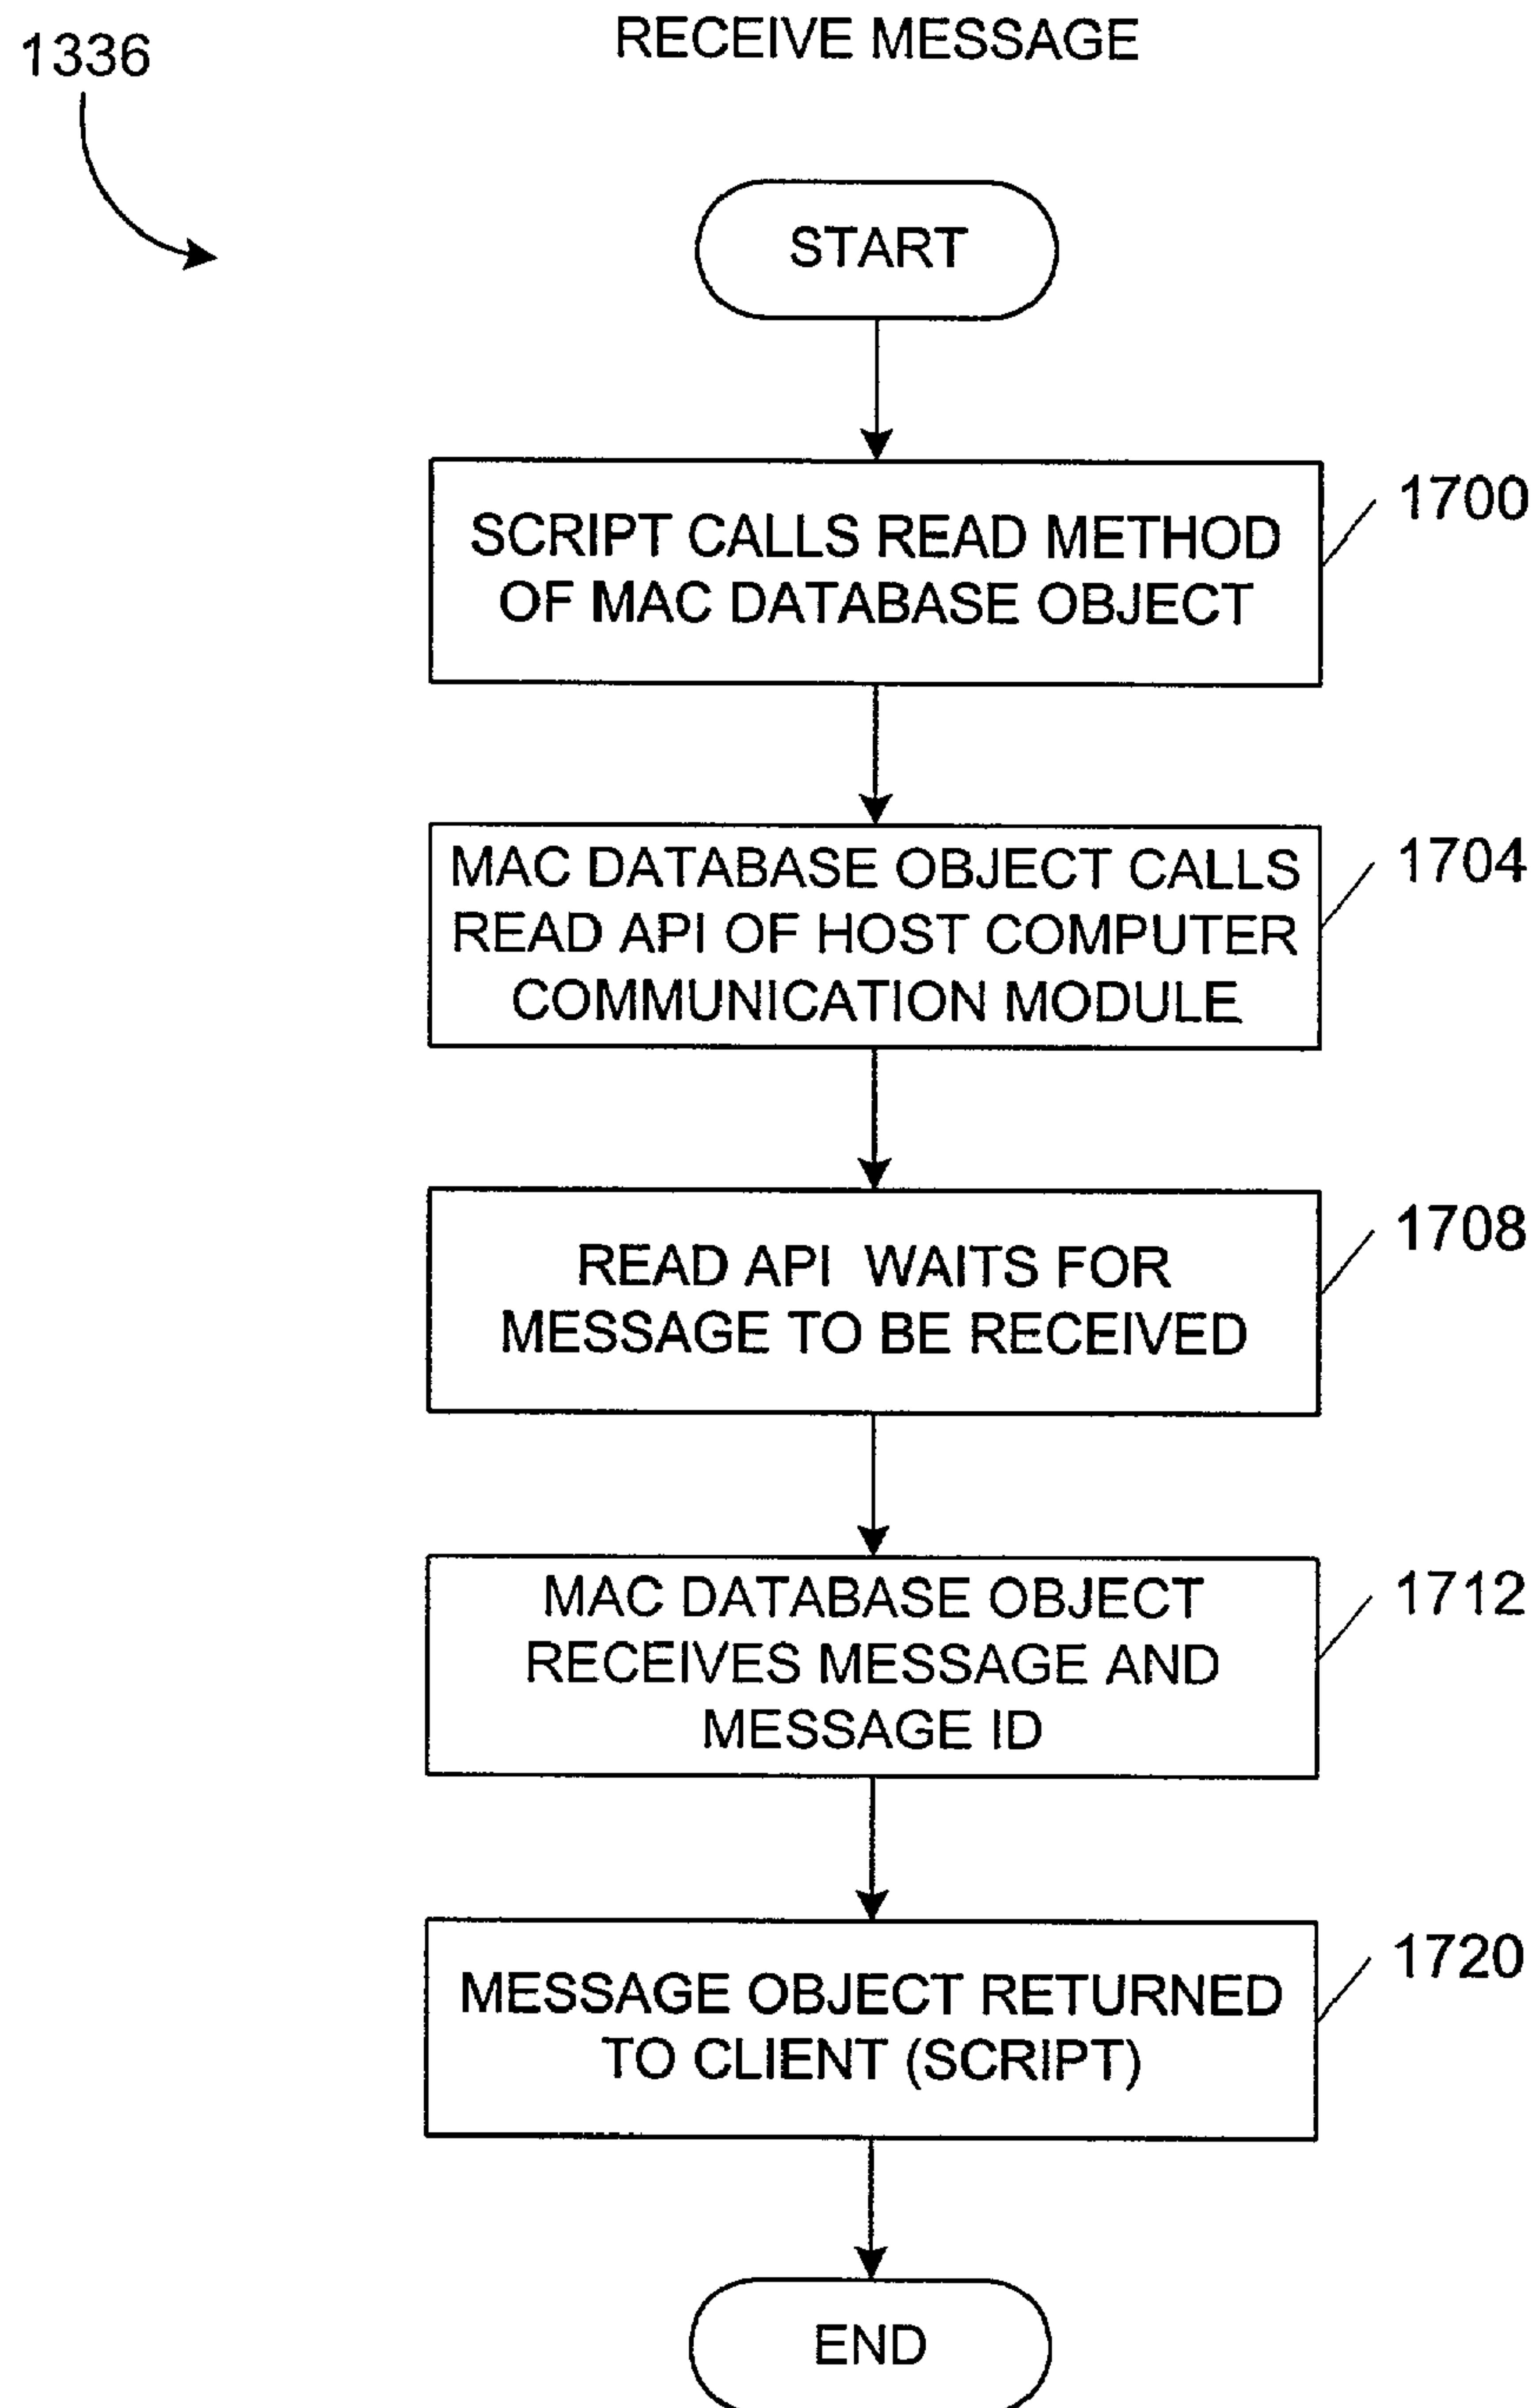 1336
RECEIVE MESSAGE
START
SCRIPT CALLS READ METHOD
OF MAC DATABASE OBJECT
1700
MAC DATABASE OBJECT CALLS
READ API OF HOST COMPUTER
COMMUNICATION MODULE
1704
READ API WAITS FOR
MESSAGE TO BE RECEIVED
1708
MAC DATABASE OBJECT
RECEIVES MESSAGE AND
MESSAGE ID
1712
MESSAGE OBJECT RETURNED
TO CLIENT (SCRIPT)
1720
END